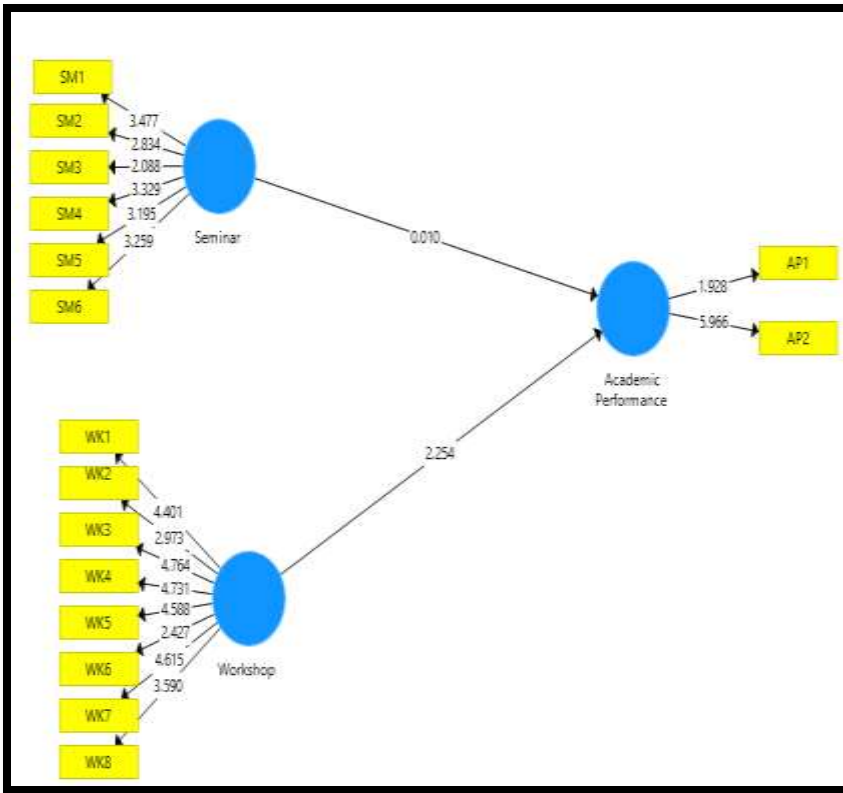 SM1
3.477
SM2
2.834
SM3
2.088
SM4
3.329
SM5
3.195
SM6
3.259
Seminar
0.010
AP1
1.928
AP2
5.966
Academic
Performance
2.254
WK1
4.401
WK2
2.973
WK3
4.764
WK4
4.731
WK5
4.588
WK6
2.427
WK7
4.615
WK8
3.590
Workshop